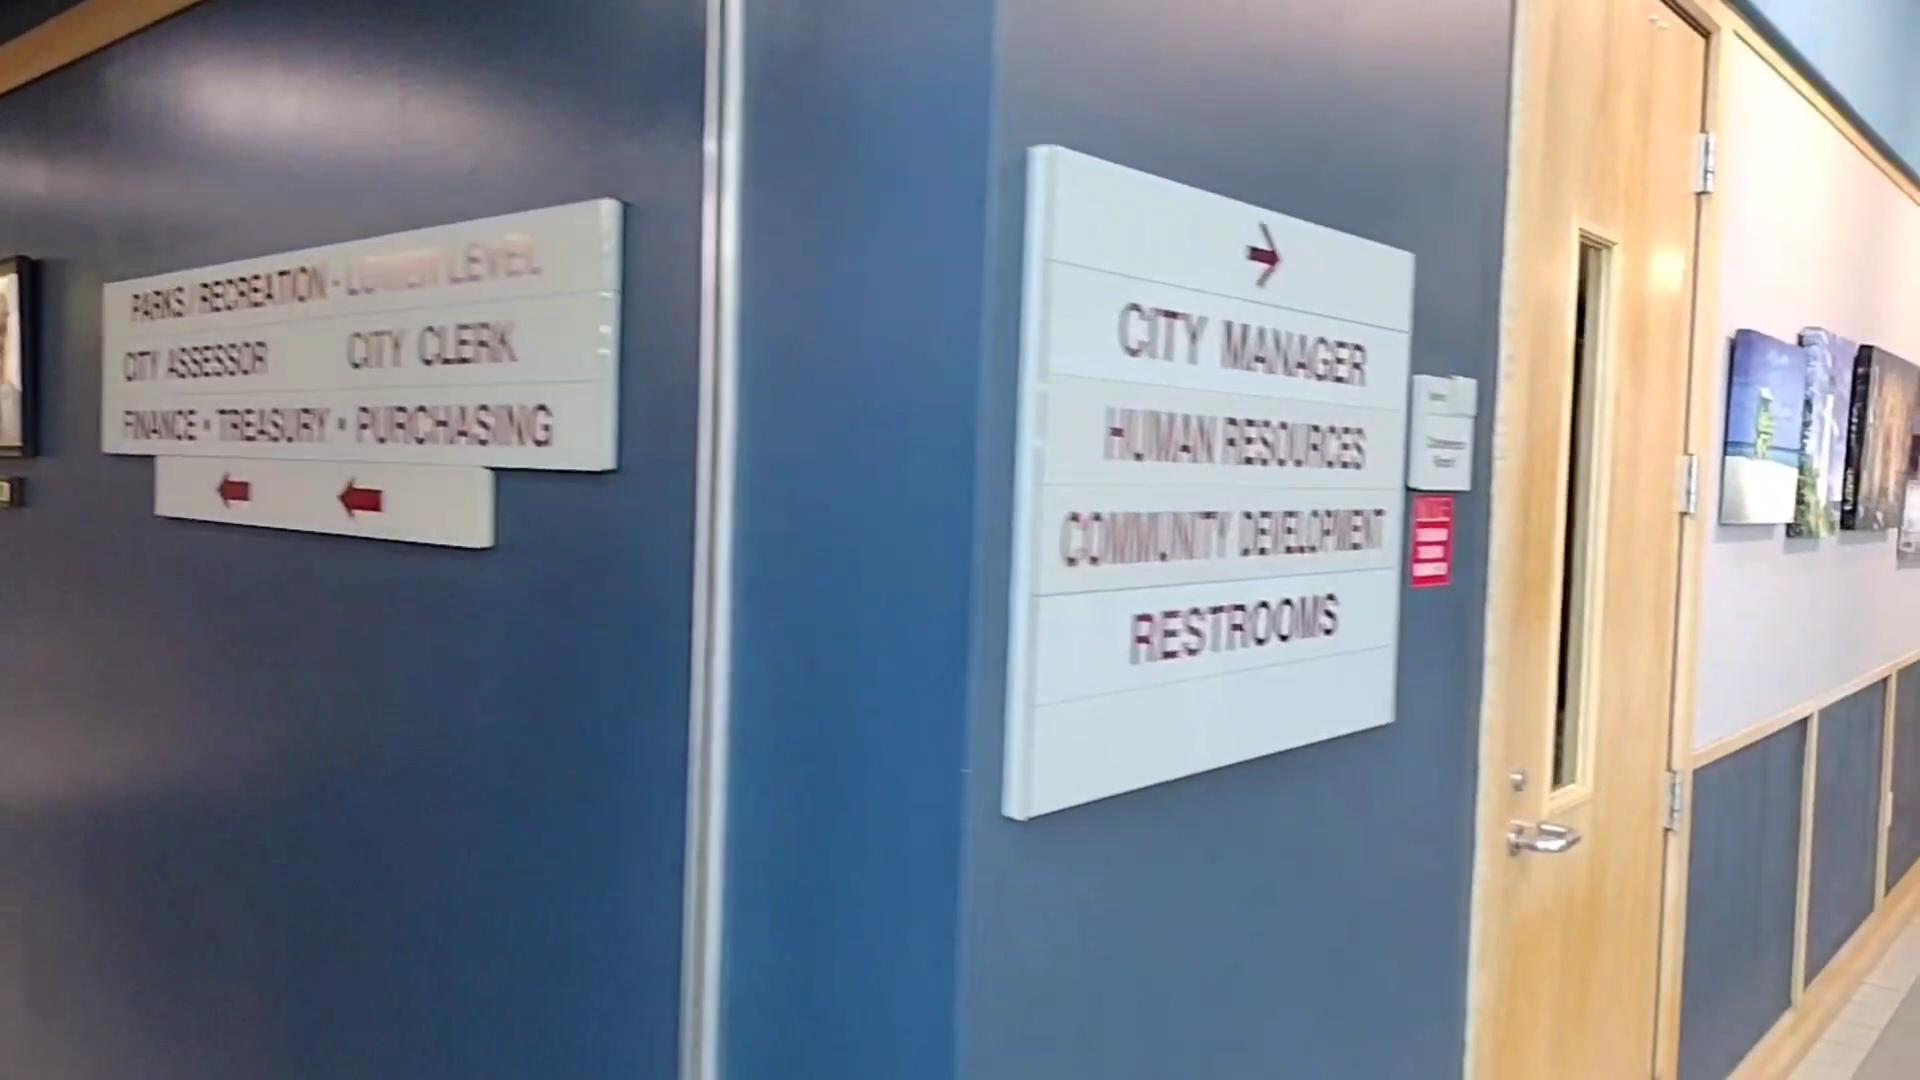 PARKS / RECREATION - LOWER LEVEL
CITY ASSESSOR CITY CLERK
FINANCE • TREASURY • PURCHASING
CITY MANAGER
HUMAN RESOURCES
COMMUNITY DEVELOPMENT
RESTROOMS